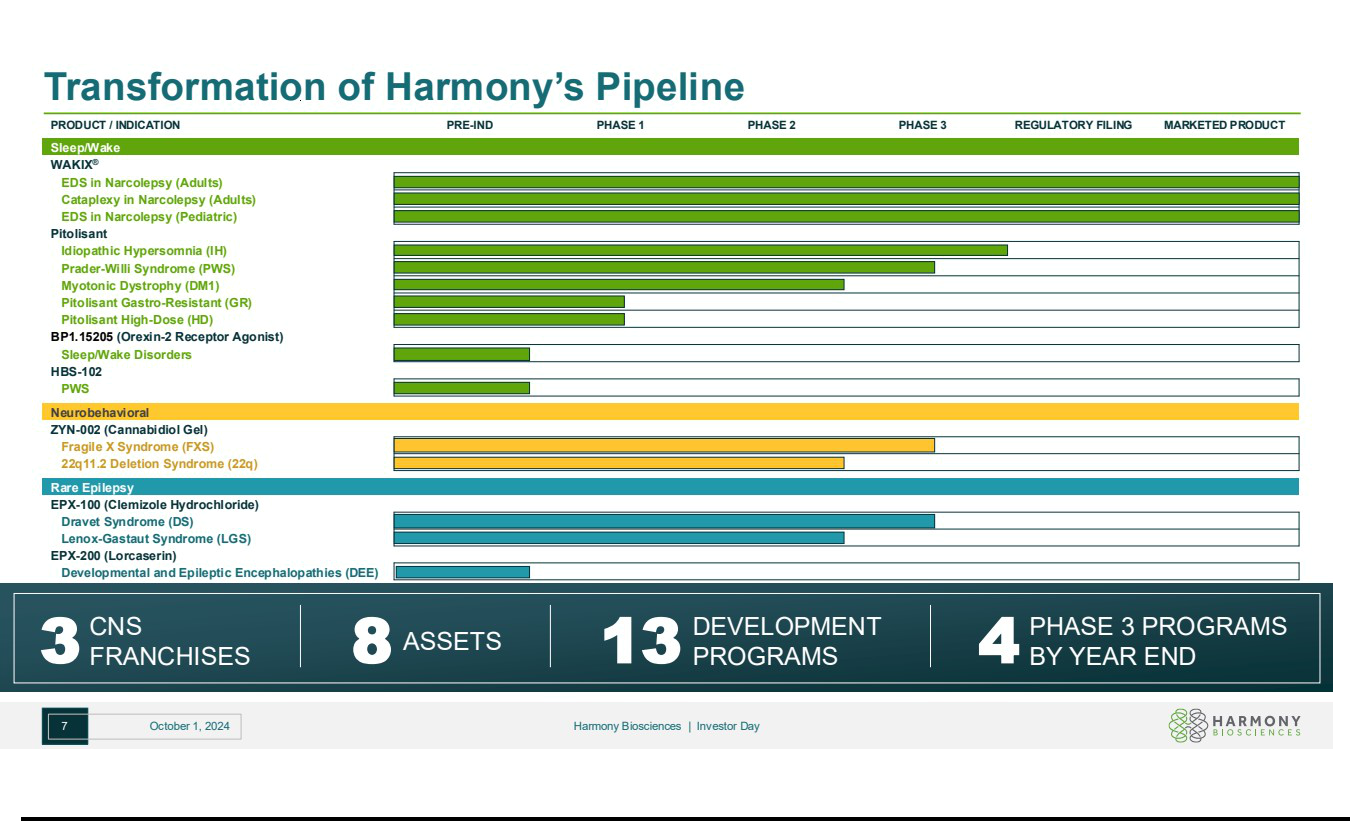 Transformation of Harmony’s Pipeline
PRODUCT / INDICATION PRE-IND PHASE 1 PHASE 2 PHASE 3 REGULATORY FILING MARKETED PRODUCT
Sleep/Wake
WAKIX®
EDS in Narcolepsy (Adults)
Cataplexy in Narcolepsy (Adults)
EDS in Narcolepsy (Pediatric)
Pitolisant
Idiopathic Hypersomnia (IH)
Prader-Willi Syndrome (PWS)
Myotonic Dystrophy (DM1)
Pitolisant Gastro-Resistant (GR)
Pitolisant High-Dose (HD)
BP1.15205 (Orexin-2 Receptor Agonist)
Sleep/Wake Disorders
HBS-102
PWS
Neurobehavioral
ZYN-002 (Cannabidiol Gel)
Fragile X Syndrome (FXS)
22q11.2 Deletion Syndrome (22q)
Rare Epilepsy
EPX-100 (Clemizole Hydrochloride)
Dravet Syndrome (DS)
Lenox-Gastaut Syndrome (LGS)
EPX-200 (Lorcaserin)
Developmental and Epileptic Encephalopathies (DEE)
3 CNS FRANCHISES
8 ASSETS
13 DEVELOPMENT PROGRAMS
4 PHASE 3 PROGRAMS BY YEAR END
7 October 1, 2024 Harmony Biosciences | Investor Day
HARMONY
BIOSCIENCES